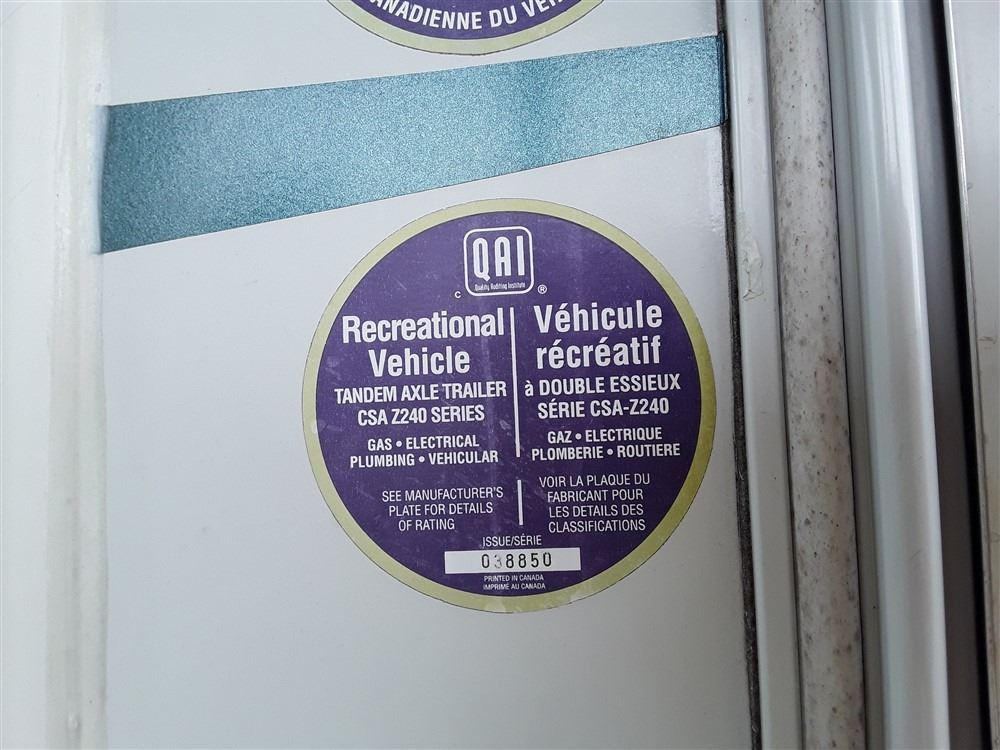 CANADIENNE DU VÉH
QAI
Quality Auditing Institute
C ®
Recreational
Vehicle
TANDEM AXLE TRAILER
CSA Z240 SERIES
GAS • ELECTRICAL
PLUMBING • VEHICULAR
SEE MANUFACTURER'S
PLATE FOR DETAILS
OF RATING
Véhicule
récréatif
à DOUBLE ESSIEUX
SÉRIE CSA-Z240
GAZ • ELECTRIQUE
PLOMBERIE • ROUTIERE
VOIR LA PLAQUE DU
FABRICANT POUR
LES DETAILS DES
CLASSIFICATIONS
ISSUE/SÉRIE
038850
PRINTED IN CANADA
IMPRIMÉ AU CANADA